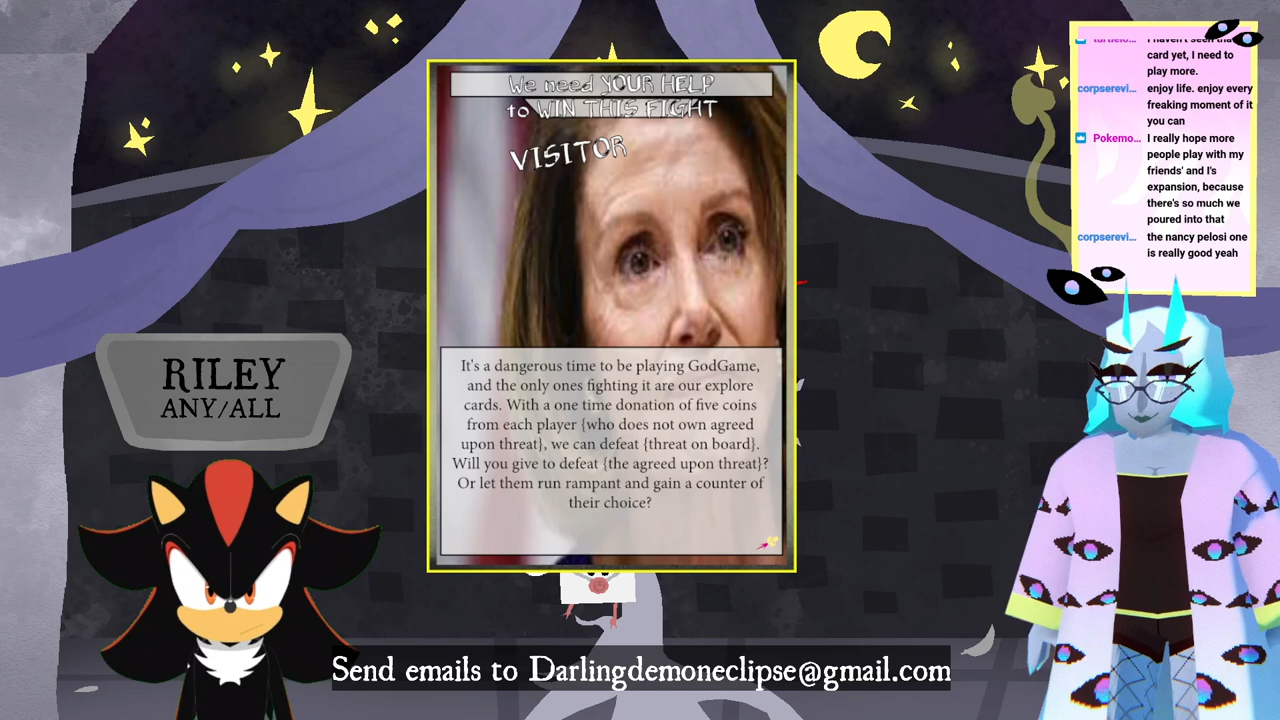 We need YOUR HELP
to WIN THIS FIGHT
VISITOR
It's a dangerous time to be playing GodGame,
and the only ones fighting it are our explore
cards. With a one time donation of five coins
from each player {who does not own agreed
upon threat}, we can defeat {threat on board}.
Will you give to defeat {the agreed upon threat}?
Or let them run rampant and gain a counter of
their choice?
RILEY
ANY/ALL
I haven't seen that
card yet, I need to
play more.
corpserevi... enjoy life. enjoy every
freaking moment of it
you can
Pokemo... I really hope more
people play with my
friends' and I's
expansion, because
there's so much we
poured into that
corpserevi... the nancy pelosi one
is really good yeah
Send emails to Darlingdemoneclipse@gmail.com